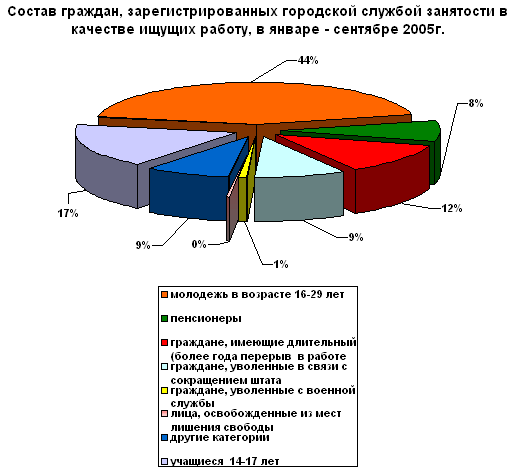 Состав граждан, зарегистрированных городской службой занятости в
качестве ищущих работу, в январе - сентябре 2005г.
44%
8%
12%
9%
1%
0%
9%
17%
молодежь в возрасте 16-29 лет
пенсионеры
граждане, имеющие длительный
(более года перерыв в работе
граждане, уволенные в связи с
сокращением штата
граждане, уволенные с военной
службы
лица, освобожденные из мест
лишения свободы
другие категории
учащиеся 14-17 лет